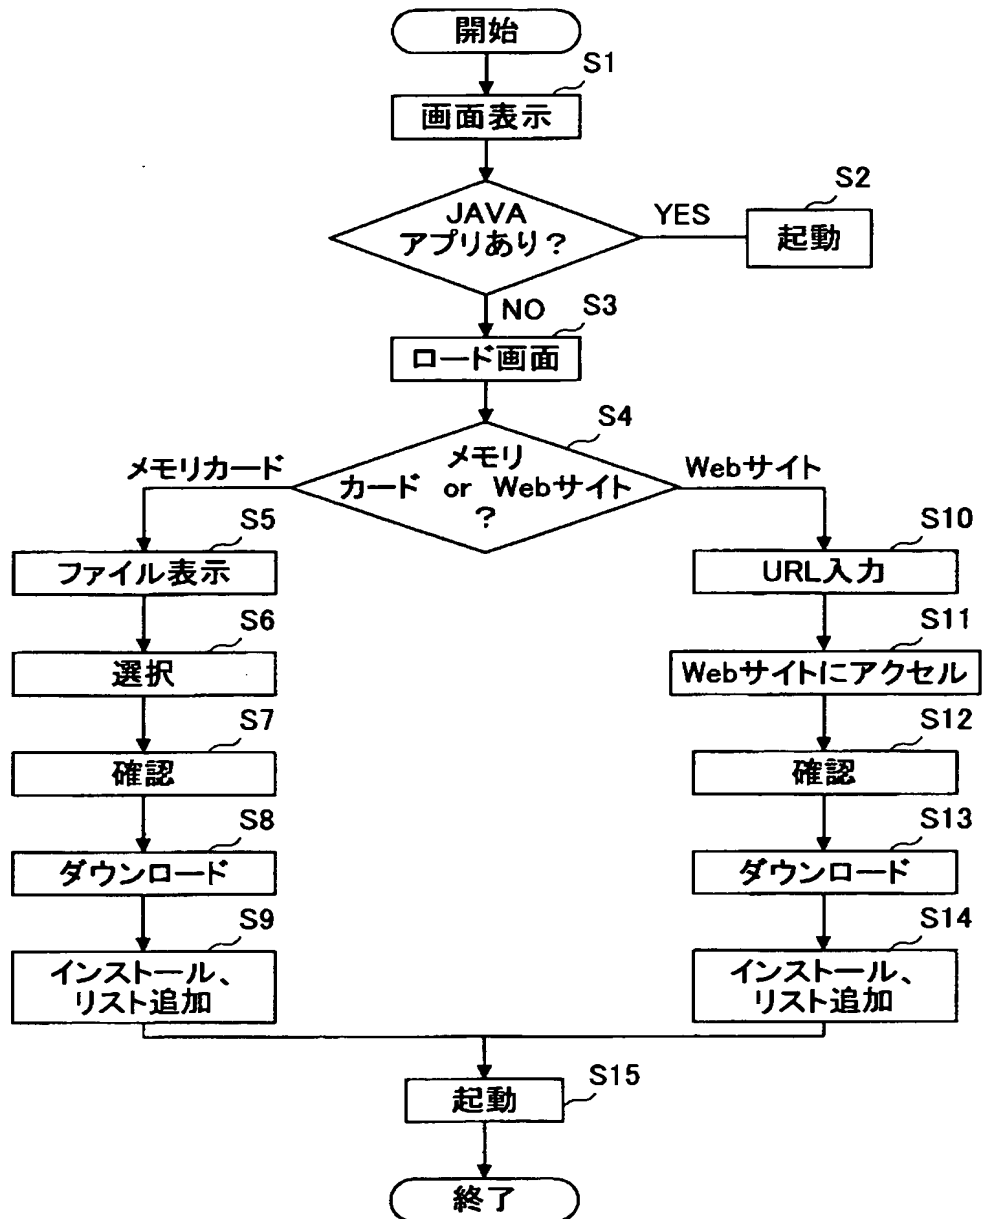 開始
S1
画面表示
JAVA
アプリあり?
YES
S2
起動
NO
S3
ロード画面
S4
メモリ
カード or Webサイト
?
メモリカード
Webサイト
S5
ファイル表示
S6
選択
S7
確認
S8
ダウンロード
S9
インストール、
リスト追加
S10
URL入力
S11
Webサイトにアクセル
S12
確認
S13
ダウンロード
S14
インストール、
リスト追加
S15
起動
終了